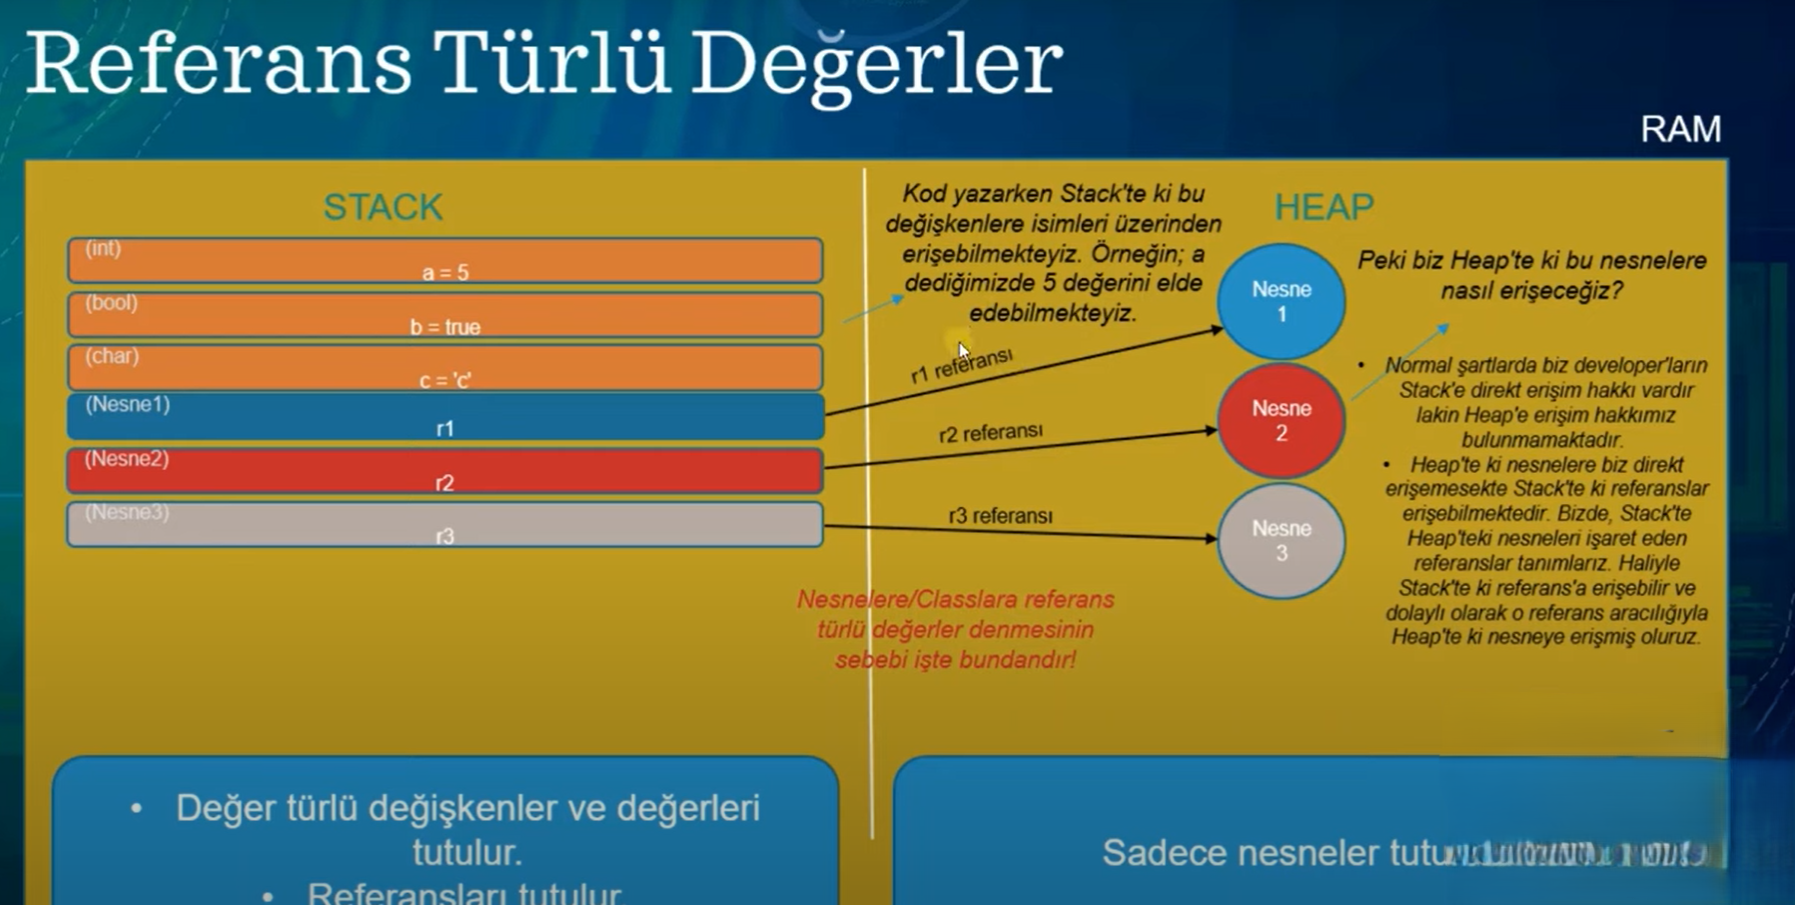 Referans Türlü Değerler
RAM
STACK
(int)
a = 5
(bool)
b = true
(char)
c = 'c'
(Nesne1)
r1
(Nesne2)
r2
(Nesne3)
r3
Kod yazarken Stack'te ki bu
değişkenlere isimleri üzerinden
erişebilmekteyiz. Örneğin; a
dediğimizde 5 değerini elde
edebilmekteyiz.
r1 referansı
r2 referansı
r3 referansı
Nesnelere/Classlara referans
türlü değerler denmesinin
sebebi işte bundandır!
HEAP
Nesne
1
Nesne
2
Nesne
3
Peki biz Heap'te ki bu nesnelere
nasıl erişeceğiz?
• Normal şartlarda biz developer'ların
Stack'e direkt erişim hakkı vardır
lakin Heap'e erişim hakkımız
bulunmamaktadır.
• Heap'te ki nesnelere biz direkt
erişemesekte Stack'te ki referanslar
erişebilmektedir. Bizde, Stack'te
Heap'teki nesneleri işaret eden
referanslar tanımlarız. Haliyle
Stack'te ki referans'a erişebilir ve
dolaylı olarak o referans aracılığıyla
Heap'te ki nesneye erişmiş oluruz.
• Değer türlü değişkenler ve değerleri
tutulur.
• Referansları tutulur
Sadece nesneler